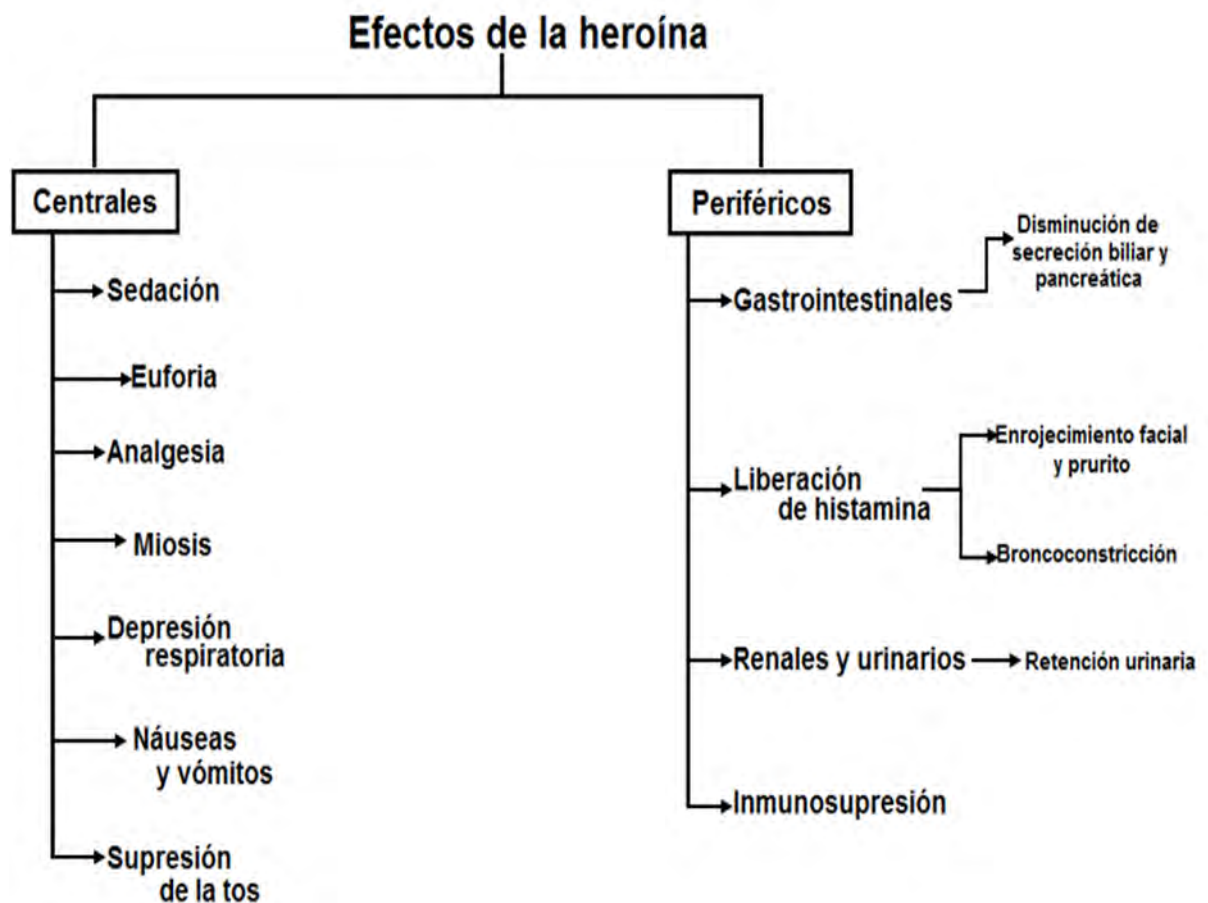 Efectos de la heroína
Centrales
Sedación
Euforia
Analgesia
Miosis
Depresión
respiratoria
Náuseas
y vómitos
Supresión
de la tos
Periféricos
Gastrointestinales
Disminución de
secreción biliar y
pancreática
Liberación
de histamina
Enrojecimiento facial
y prurito
Broncoconstricción
Renales y urinarios
Retención urinaria
Inmunosupresión